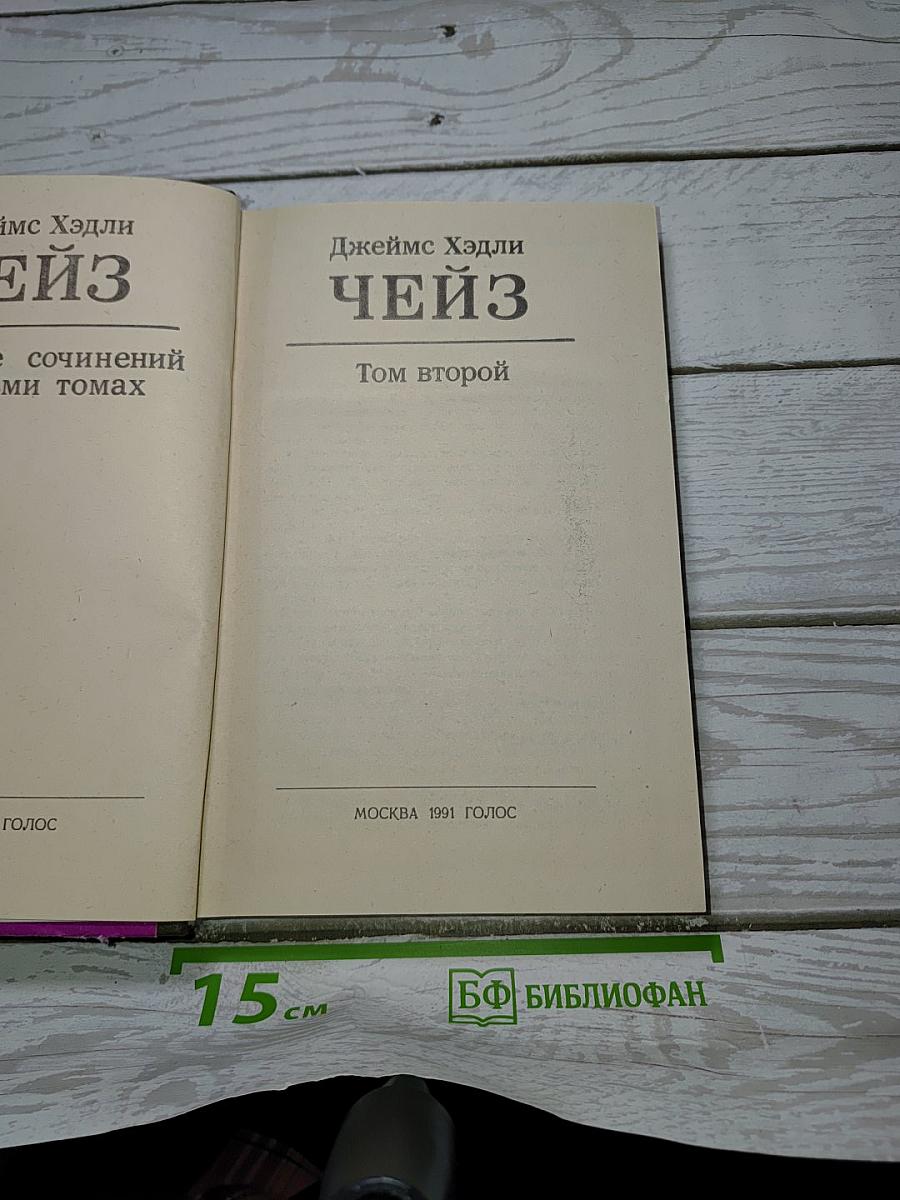 ймс Хэдли
ЕЙЗ
е сочинений
ми томах
ГОЛОС
Джеймс Хэдли
ЧЕЙЗ
Том второй
МОСКВА 1991 ГОЛОС
15 см
БФ БИБЛИОФАН